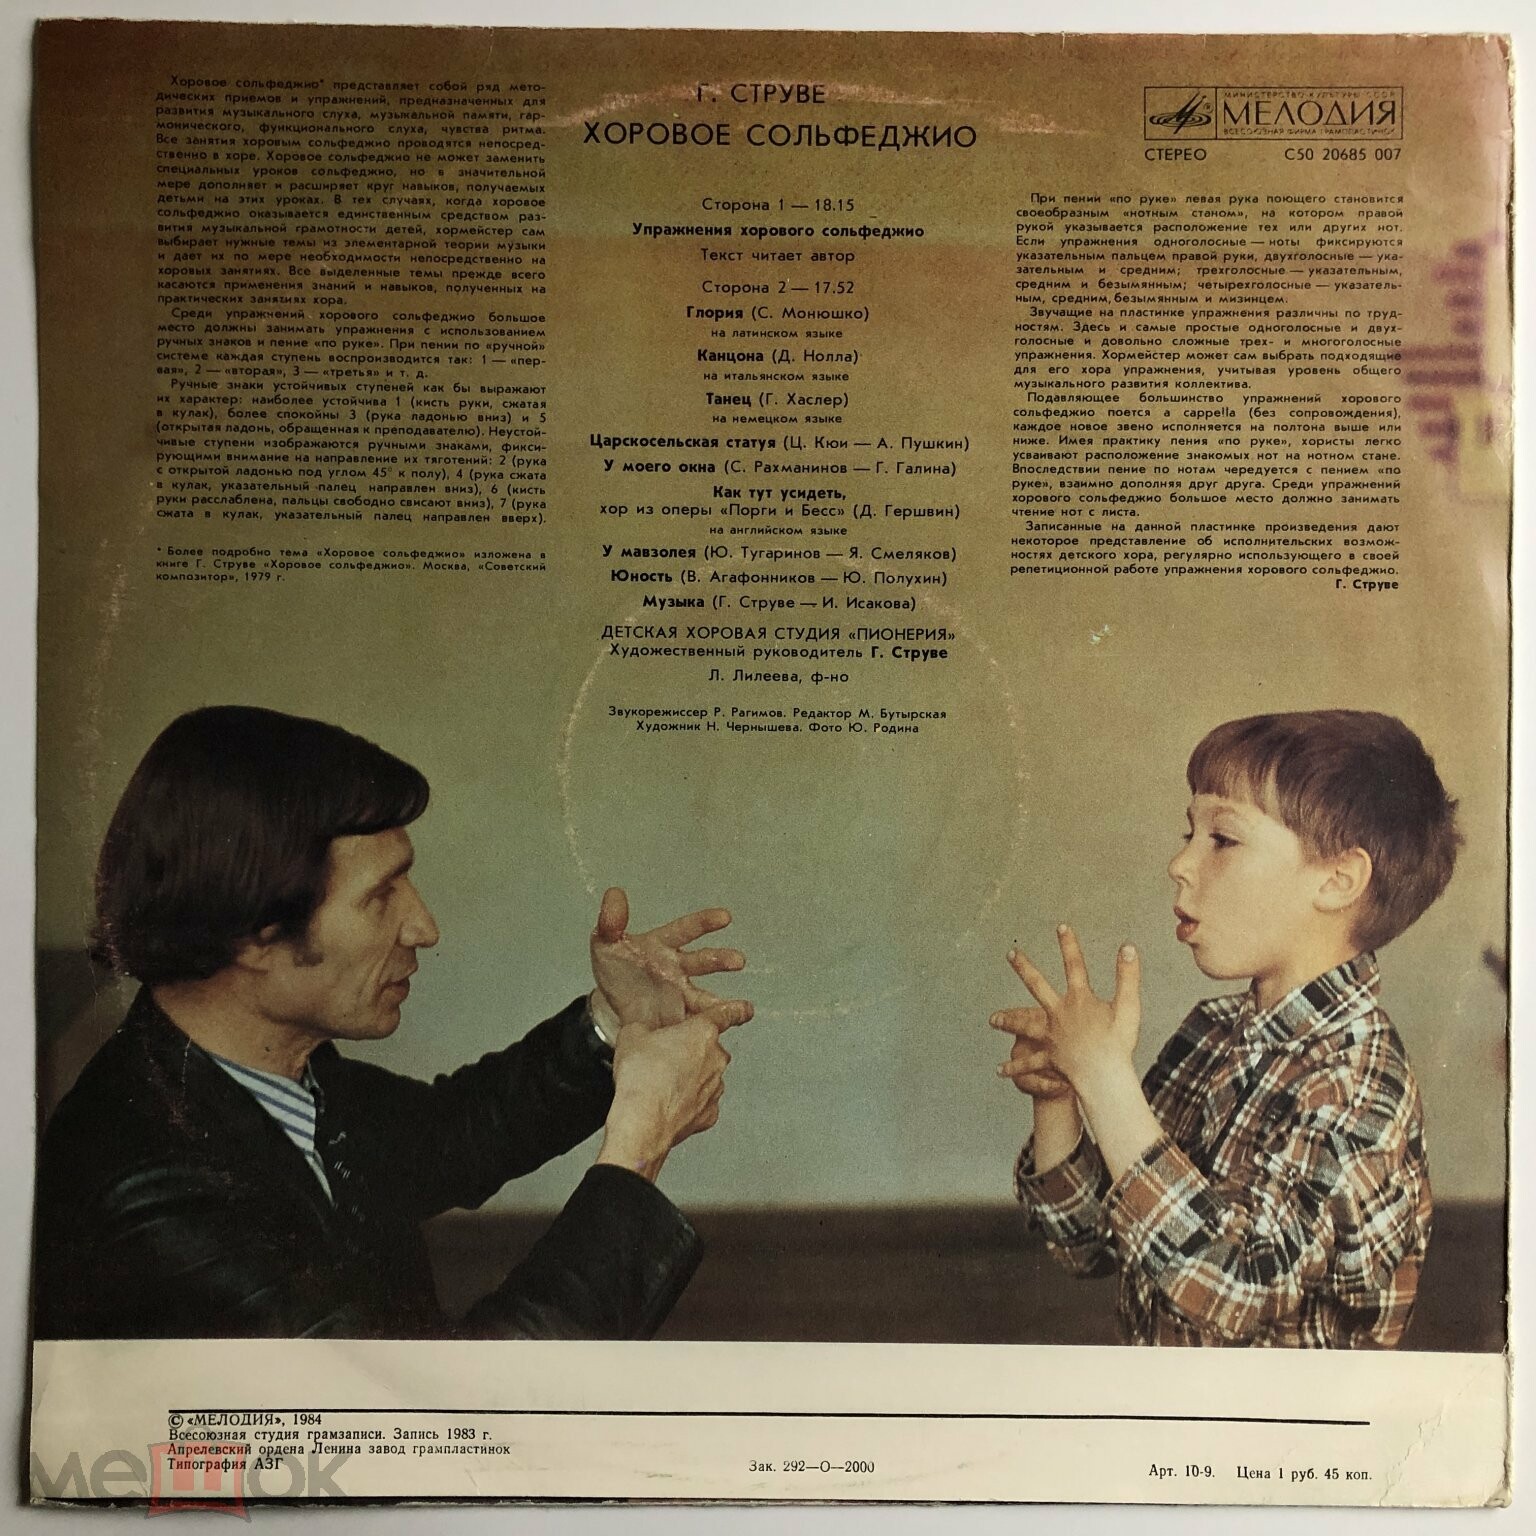 Хоровое сольфеджио* представляет собой ряд мето-
дических приемов и упражнений, предназначенных для
развития музыкального слуха, музыкальной памяти, гар-
монического, функционального слуха, чувства ритма.
Все занятия хоровым сольфеджио проводятся непосред-
ственно в хоре. Хоровое сольфеджио не может заменить
специальных уроков сольфеджио, но в значительной
мере дополняет и расширяет круг навыков, получаемых
детьми на этих уроках. В тех случаях, когда хоровое
сольфеджио оказывается единственным средством раз-
вития музыкальной грамотности детей, хормейстер сам
выбирает нужные темы из элементарной теории музыки
и дает их по мере необходимости непосредственно на
хоровых занятиях. Все выделенные темы прежде всего
касаются применения знаний и навыков, полученных на
практических занятиях хора.
Среди упражнений хорового сольфеджио большое
место должны занимать упражнения с использованием
ручных знаков и пение «по руке». При пении по «ручной»
системе каждая ступень воспроизводится так: 1 — «пер-
вая», 2 — «вторая», 3 — «третья» и т. д.
Ручные знаки устойчивых ступеней как бы выражают
их характер: наиболее устойчива 1 (кисть руки, сжатая
в кулак), более спокойны 3 (рука ладонью вниз) и 5
(открытая ладонь, обращенная к преподавателю). Неустой-
чивые ступени изображаются ручными знаками, фикси-
рующими внимание на направление их тяготений: 2 (рука
с открытой ладонью под углом 45° к полу), 4 (рука сжата
в кулак, указательный палец направлен вниз), 6 (кисть
руки расслаблена, пальцы свободно свисают вниз), 7 (рука
сжата в кулак, указательный палец направлен вверх).
* Более подробно тема «Хоровое сольфеджио» изложена в
книге Г. Струве «Хоровое сольфеджио». Москва, «Советский
композитор», 1979 г.
Г. СТРУВЕ
ХОРОВОЕ СОЛЬФЕДЖИО
Сторона 1 — 18.15
Упражнения хорового сольфеджио
Текст читает автор
Сторона 2 — 17.52
Глория (С. Монюшко)
на латинском языке
Канцона (Д. Нолла)
на итальянском языке
Танец (Г. Хаслер)
на немецком языке
Царскосельская статуя (Ц. Кюи — А. Пушкин)
У моего окна (С. Рахманинов — Г. Галина)
Как тут усидеть,
хор из оперы «Порги и Бесс» (Д. Гершвин)
на английском языке
У мавзолея (Ю. Тугаринов — Я. Смеляков)
Юность (В. Агафонников — Ю. Полухин)
Музыка (Г. Струве — И. Исакова)
ДЕТСКАЯ ХОРОВАЯ СТУДИЯ «ПИОНЕРИЯ»
Художественный руководитель Г. Струве
Л. Лилеева, ф-но
Звукорежиссер Р. Рагимов. Редактор М. Бутырская
Художник Н. Чернышева. Фото Ю. Родина
МИНИСТЕРСТВО КУЛЬТУРЫ СССР
МЕЛОДИЯ
ВСЕСОЮЗНАЯ ФИРМА ГРАМПЛАСТИНОК
СТЕРЕО С50 20685 007
При пении «по руке» левая рука поющего становится
своеобразным «нотным станом», на котором правой
рукой указывается расположение тех или других нот.
Если упражнения одноголосные — ноты фиксируются
указательным пальцем правой руки, двухголосные — ука-
зательным и средним; трехголосные — указательным,
средним и безымянным; четырехголосные — указатель-
ным, средним, безымянным и мизинцем.
Звучащие на пластинке упражнения различны по труд-
ностям. Здесь и самые простые одноголосные и двух-
голосные и довольно сложные трех- и многоголосные
упражнения. Хормейстер может сам выбрать подходящие
для его хора упражнения, учитывая уровень общего
музыкального развития коллектива.
Подавляющее большинство упражнений хорового
сольфеджио поется a cappella (без сопровождения),
каждое новое звено исполняется на полтона выше или
ниже. Имея практику пения «по руке», хористы легко
усваивают расположение знакомых нот на нотном стане.
Впоследствии пение по нотам чередуется с пением «по
руке», взаимно дополняя друг друга. Среди упражнений
хорового сольфеджио большое место должно занимать
чтение нот с листа.
Записанные на данной пластинке произведения дают
некоторое представление об исполнительских возмож-
ностях детского хора, регулярно использующего в своей
репетиционной работе упражнения хорового сольфеджио.
Г. Струве
© «МЕЛОДИЯ», 1984
Всесоюзная студия грамзаписи. Запись 1983 г.
Апрелевский ордена Ленина завод грампластинок
Типография АЗГ
Зак. 292—О—2000
Арт. 10-9. Цена 1 руб. 45 коп.
мешок